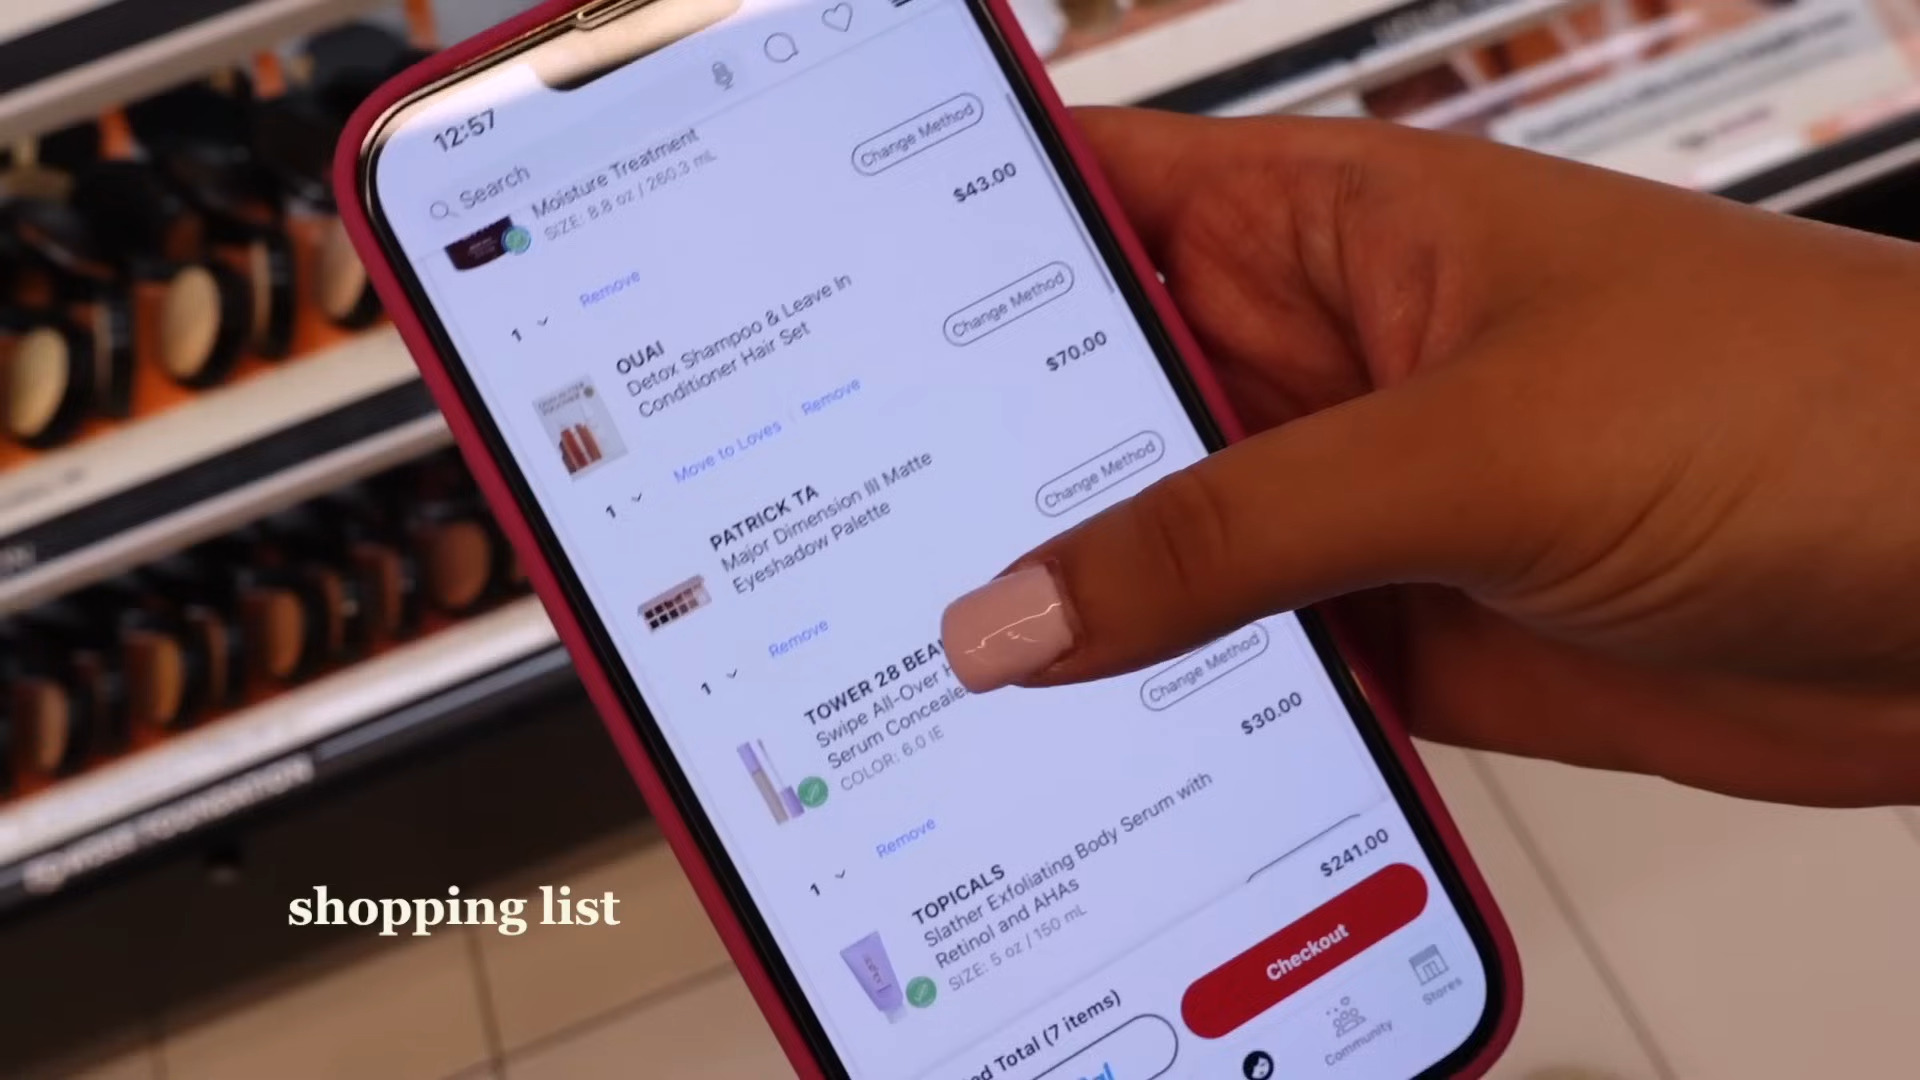 12:57
Search
Moisture Treatment
SIZE: 8.8 oz / 260.3 mL
Change Method
$43.00
1
Remove
OUAI
Detox Shampoo & Leave In
Conditioner Hair Set
Change Method
$70.00
1
Move to Loves
Remove
PATRICK TA
Major Dimension III Matte
Eyeshadow Palette
Change Method
1
Remove
TOWER 28
Swipe All-Over
Serum
COLOR: 6.0 IE
Change Method
$30.00
1
Remove
TOPICALS
Slather Exfoliating Body Serum with
Retinol and AHAs
SIZE: 5 oz / 150 mL
$241.00
Total (7 items)
Checkout
Community
Stores
shopping list